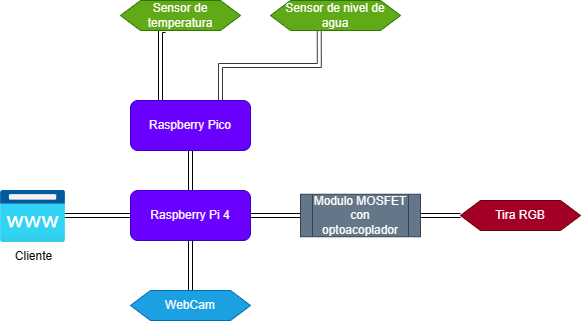 Sensor de
temperatura
Sensor de nivel de
agua
Raspberry Pico
WWW
Raspberry Pi 4
Modulo MOSFET
con
optoacoplador
Tira RGB
Cliente
WebCam